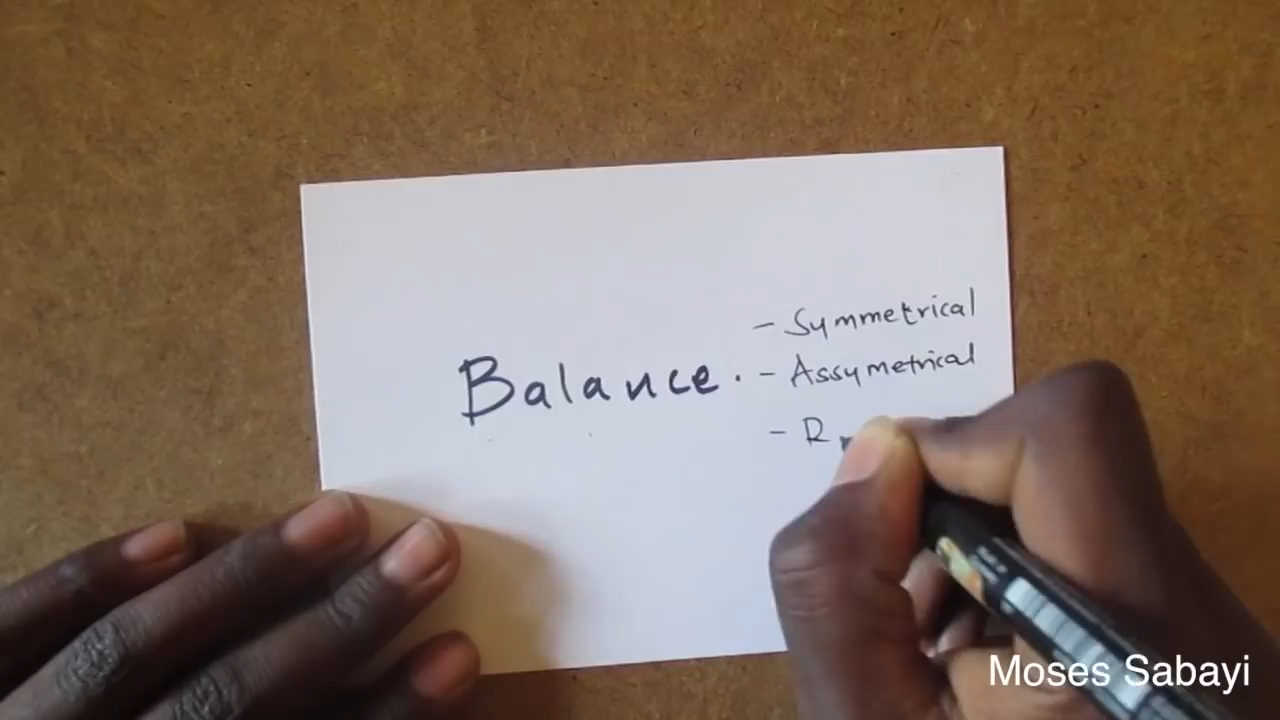 - Symmetrical
Balance. - Assymetrical
- R
Moses Sabayi